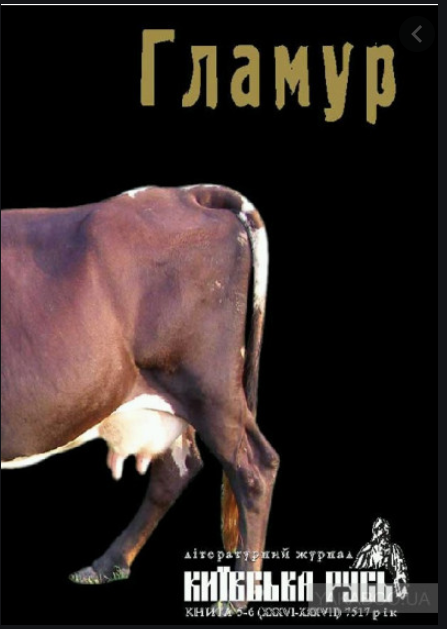 Гламур
літературний журнал
КИЇВСЬКА РУСЬ
КНИГА 5-6 (XXXVI-XXXVII) 7517 рік